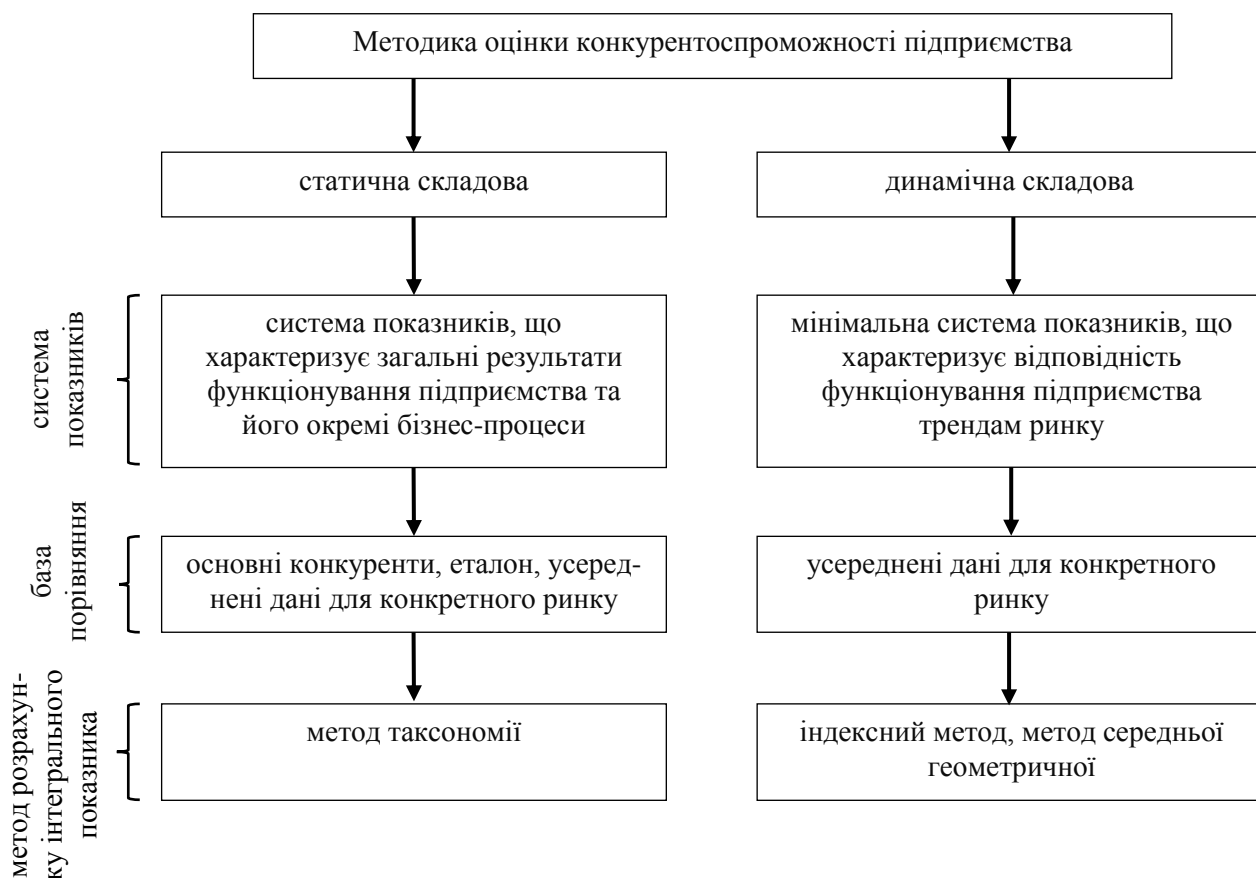 Методика оцінки конкурентоспроможності підприємства
статична складова
динамічна складова
система
показників
система показників, що
характеризує загальні результати
функціонування підприємства та
його окремі бізнес-процеси
мінімальна система показників, що
характеризує відповідність
функціонування підприємства
трендам ринку
база
порівняння
основні конкуренти, еталон, усеред-
нені дані для конкретного ринку
усереднені дані для конкретного
ринку
метод розрахун-
ку інтегрального
показника
метод таксономії
індексний метод, метод середньої
геометричної